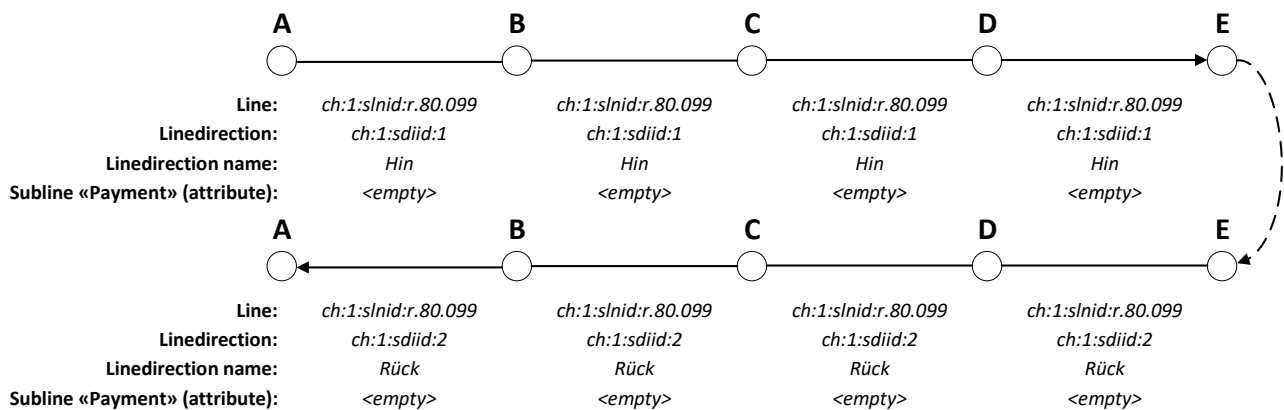 A B C D E
Line: ch:1:slnid:r.80.099 ch:1:slnid:r.80.099 ch:1:slnid:r.80.099 ch:1:slnid:r.80.099
Linedirection: ch:1:sdiid:1 ch:1:sdiid:1 ch:1:sdiid:1 ch:1:sdiid:1
Linedirection name: Hin Hin Hin Hin
Subline «Payment» (attribute): <empty> <empty> <empty> <empty>
A B C D E
Line: ch:1:slnid:r.80.099 ch:1:slnid:r.80.099 ch:1:slnid:r.80.099 ch:1:slnid:r.80.099
Linedirection: ch:1:sdiid:2 ch:1:sdiid:2 ch:1:sdiid:2 ch:1:sdiid:2
Linedirection name: Rück Rück Rück Rück
Subline «Payment» (attribute): <empty> <empty> <empty> <empty>